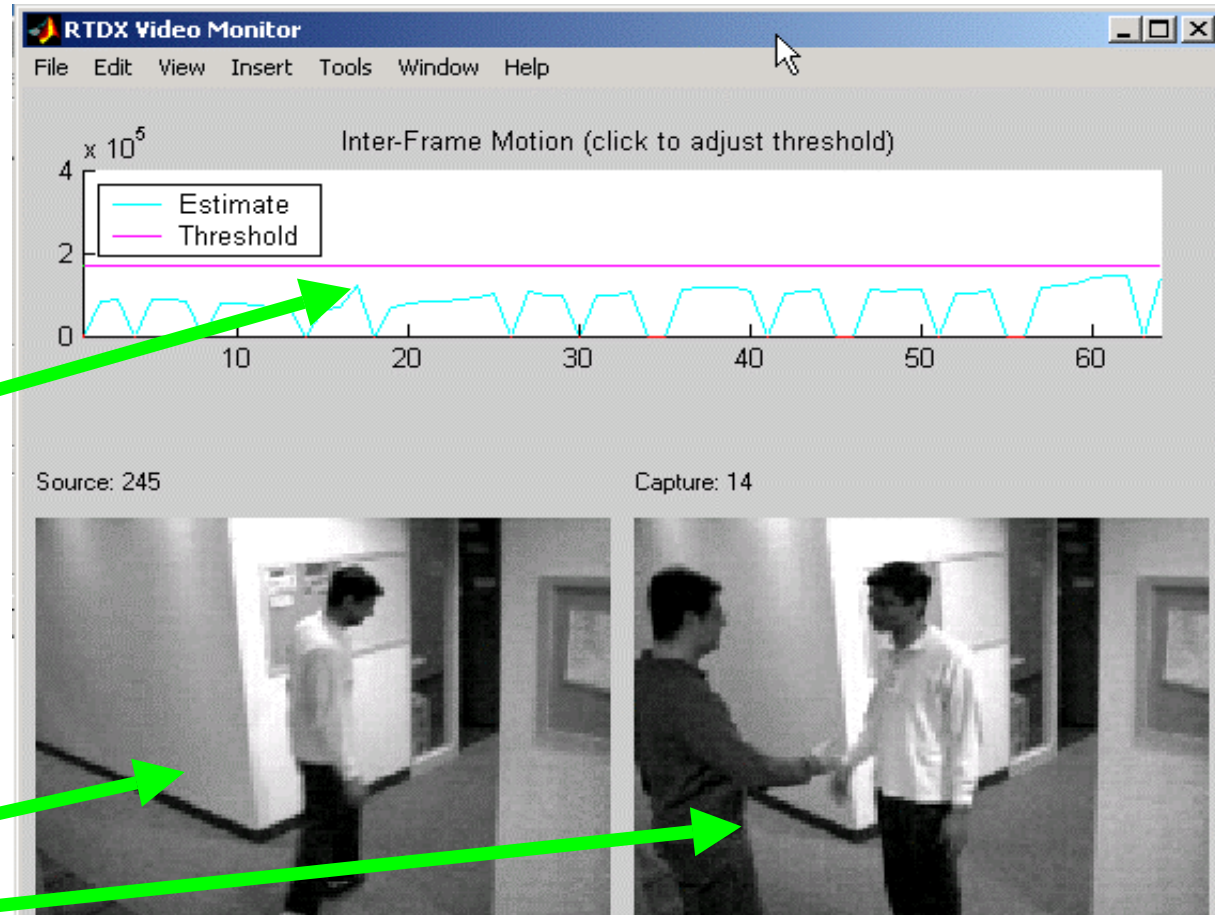 RTDX Video Monitor
File Edit View Insert Tools Window Help
x 10^5
Inter-Frame Motion (click to adjust threshold)
4
Estimate
Threshold
2
0
10 20 30 40 50 60
Source: 245
Capture: 14